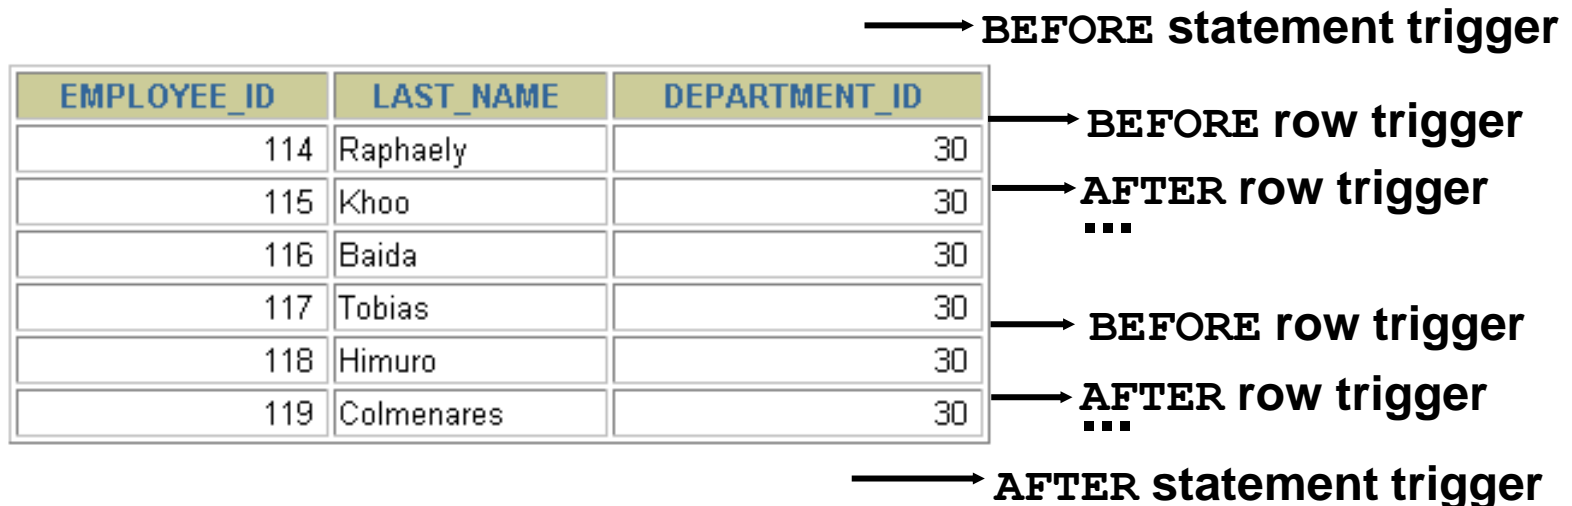 BEFORE statement trigger
EMPLOYEE_ID LAST_NAME DEPARTMENT_ID
BEFORE row trigger
114 Raphaely 30
AFTER row trigger
115 Khoo 30
...
116 Baida 30
117 Tobias 30
BEFORE row trigger
118 Himuro 30
AFTER row trigger
119 Colmenares 30
...
AFTER statement trigger